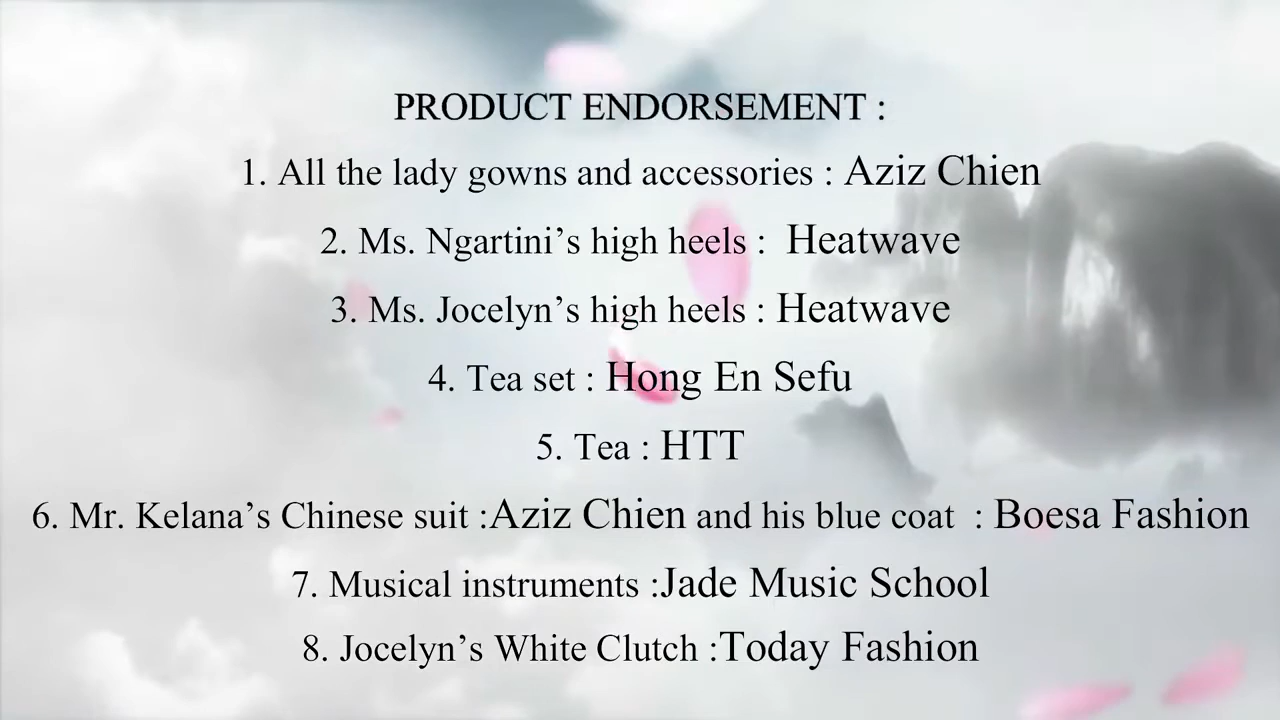 PRODUCT ENDORSEMENT :
1. All the lady gowns and accessories : Aziz Chien
2. Ms. Ngartini’s high heels :  Heatwave
3. Ms. Jocelyn’s high heels : Heatwave
4. Tea set : Hong En Sefu
5. Tea : HTT
6. Mr. Kelana’s Chinese suit :Aziz Chien and his blue coat  : Boesa Fashion
7. Musical instruments :Jade Music School
8. Jocelyn’s White Clutch :Today Fashion